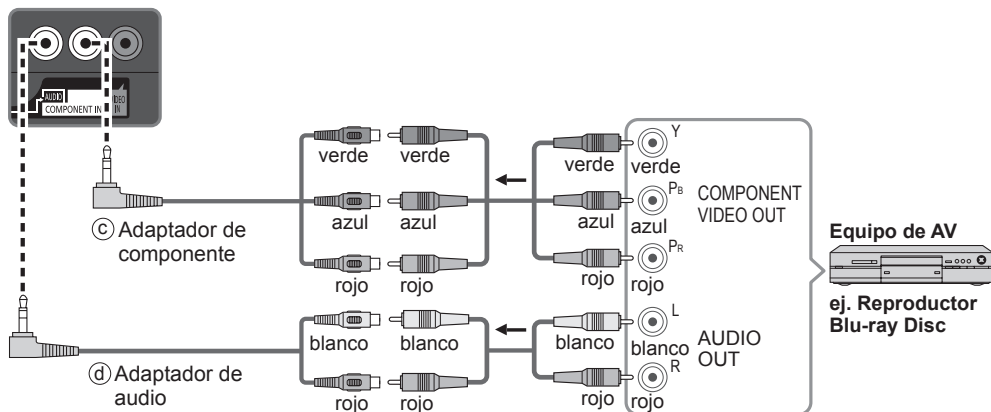 AUDIO
VIDEO
COMPONENT IN
IN
verde
verde
verde
verde
Y
azul
azul
azul
azul
PB
COMPONENT
VIDEO OUT
rojo
rojo
rojo
rojo
PR
ⓒ Adaptador de
componente
Equipo de AV
ej. Reproductor
Blu-ray Disc
blanco
blanco
blanco
blanco
L
AUDIO
OUT
rojo
rojo
rojo
rojo
R
ⓓ Adaptador de
audio